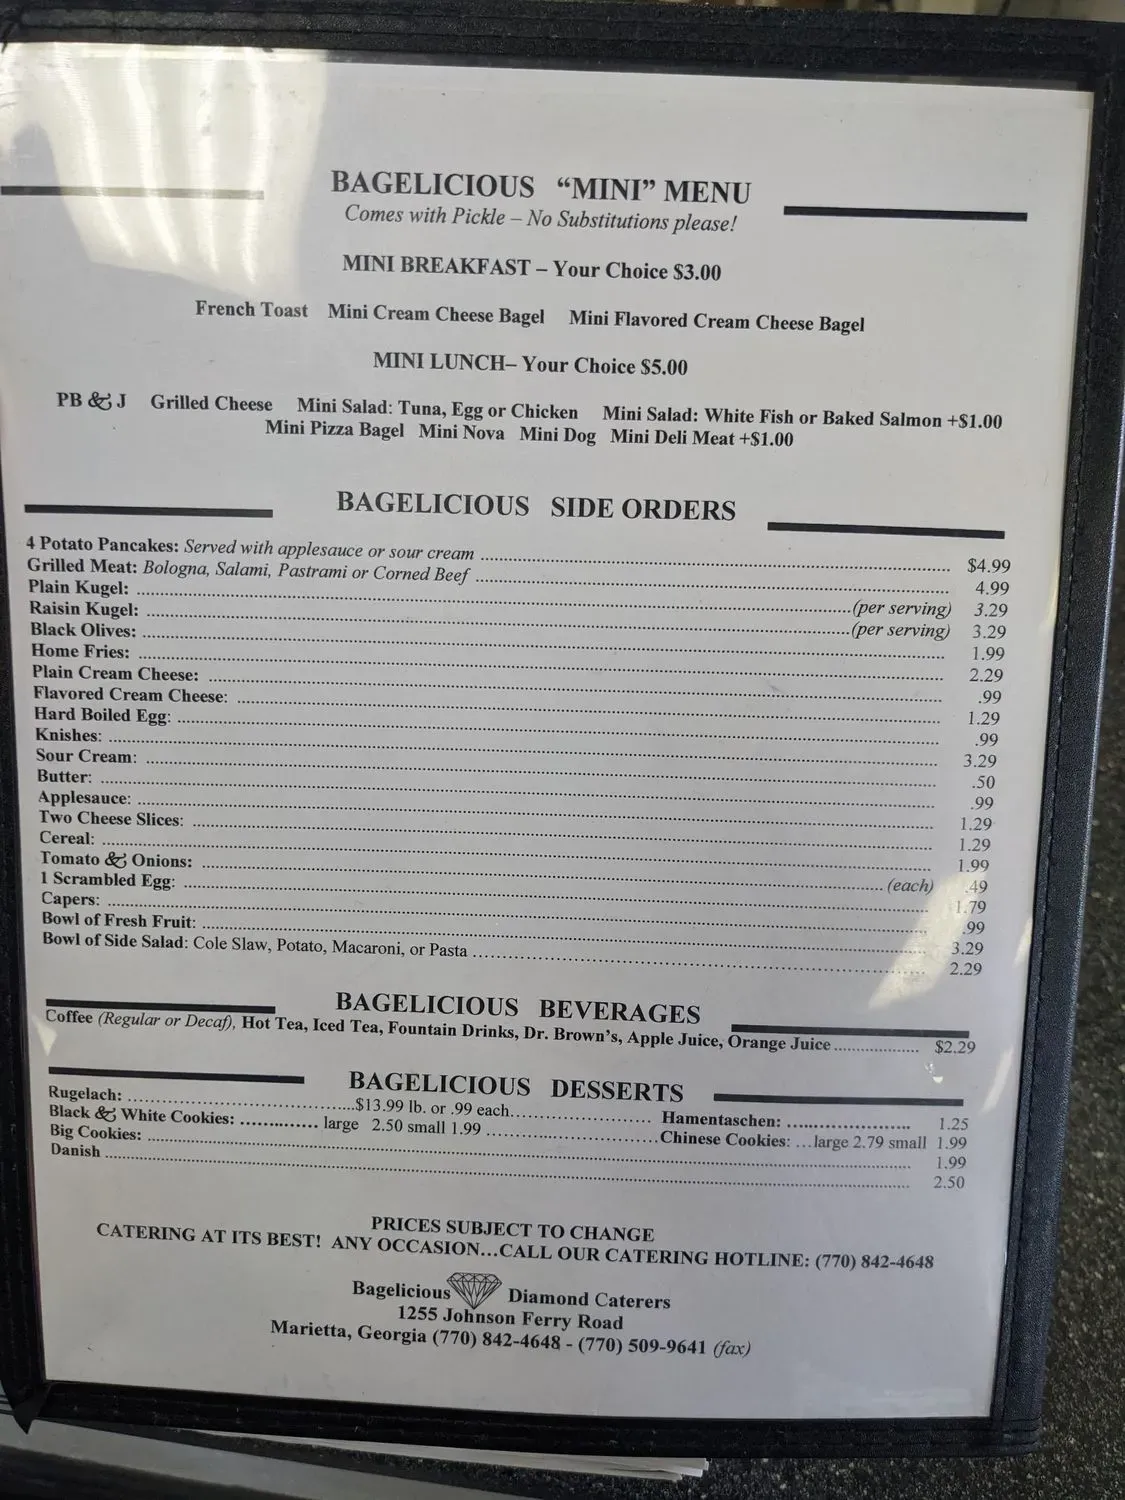 BAGELICIOUS "MINI" MENU
Comes with Pickle – No Substitutions please!
MINI BREAKFAST – Your Choice $3.00
French Toast Mini Cream Cheese Bagel Mini Flavored Cream Cheese Bagel
MINI LUNCH– Your Choice $5.00
PB & J Grilled Cheese Mini Salad: Tuna, Egg or Chicken Mini Salad: White Fish or Baked Salmon +$1.00
Mini Pizza Bagel Mini Nova Mini Dog Mini Deli Meat +$1.00
BAGELICIOUS SIDE ORDERS
4 Potato Pancakes: Served with applesauce or sour cream ........ $4.99
Grilled Meat: Bologna, Salami, Pastrami or Corned Beef ........ 4.99
Plain Kugel: ........ (per serving) 3.29
Raisin Kugel: ........ (per serving) 3.29
Black Olives: ........ 1.99
Home Fries: ........ 2.29
Plain Cream Cheese: ........ .99
Flavored Cream Cheese: ........ 1.29
Hard Boiled Egg: ........ .99
Knishes: ........ 3.29
Sour Cream: ........ .50
Butter: ........ .99
Applesauce: ........ 1.29
Two Cheese Slices: ........ 1.29
Cereal: ........ 1.99
Tomato & Onions: ........ (each) .49
1 Scrambled Egg: ........ 1.79
Capers: ........ .99
Bowl of Fresh Fruit: ........ 3.29
Bowl of Side Salad: Cole Slaw, Potato, Macaroni, or Pasta ........ 2.29
BAGELICIOUS BEVERAGES
Coffee (Regular or Decaf), Hot Tea, Iced Tea, Fountain Drinks, Dr. Brown's, Apple Juice, Orange Juice ........ $2.29
BAGELICIOUS DESSERTS
Rugelach: ........ $13.99 lb. or .99 each ........ Hamentaschen: ........ 1.25
Black & White Cookies: ........ large 2.50 small 1.99 ........ Chinese Cookies: ... large 2.79 small 1.99
Big Cookies: ........ 1.99
Danish ........ 2.50
PRICES SUBJECT TO CHANGE
CATERING AT ITS BEST! ANY OCCASION...CALL OUR CATERING HOTLINE: (770) 842-4648
Bagelicious Diamond Caterers
1255 Johnson Ferry Road
Marietta, Georgia (770) 842-4648 - (770) 509-9641 (fax)